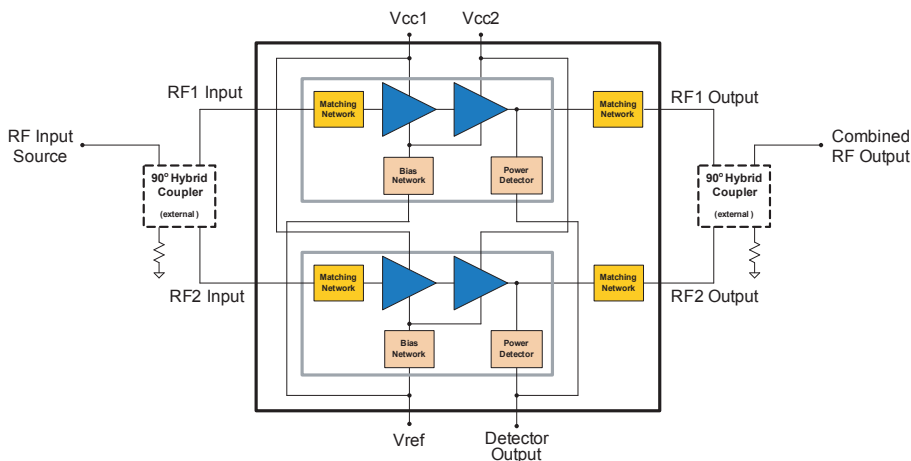 Vcc1
Vcc2
RF1 Input
Matching
Network
Matching
Network
RF1 Output
RF Input
Source
Combined
RF Output
Bias
Network
Power
Detector
90° Hybrid
Coupler
(external )
90° Hybrid
Coupler
(external )
RF2 Input
Matching
Network
Matching
Network
RF2 Output
Bias
Network
Power
Detector
Vref
Detector
Output